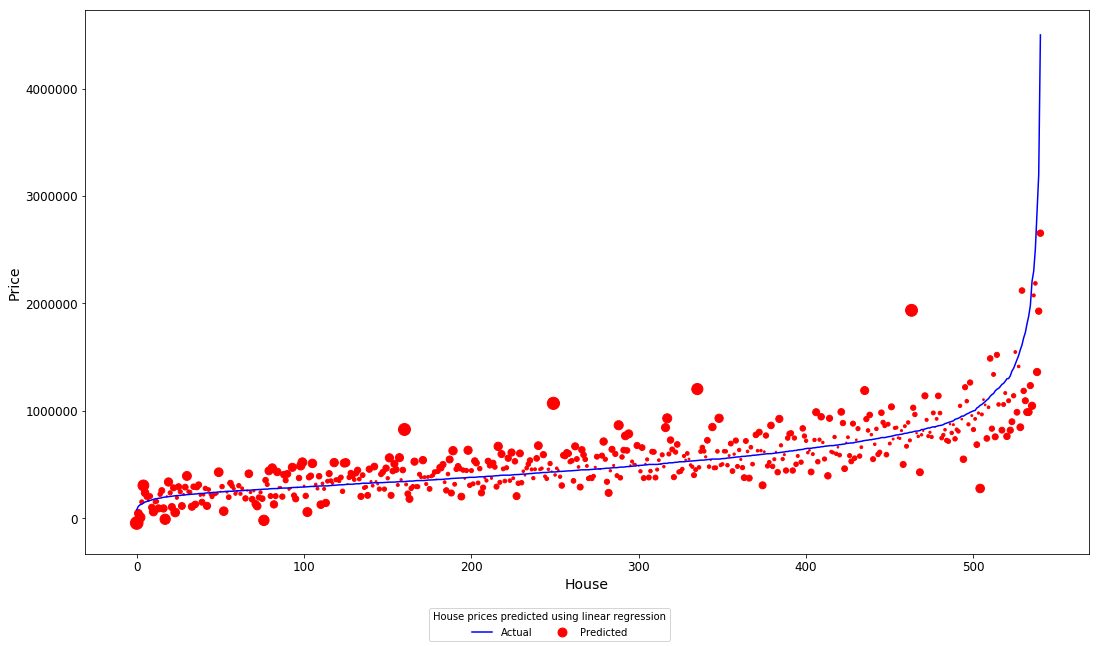 Price
4000000
3000000
2000000
1000000
0
0 100 200 300 400 500
House
House prices predicted using linear regression
Actual Predicted